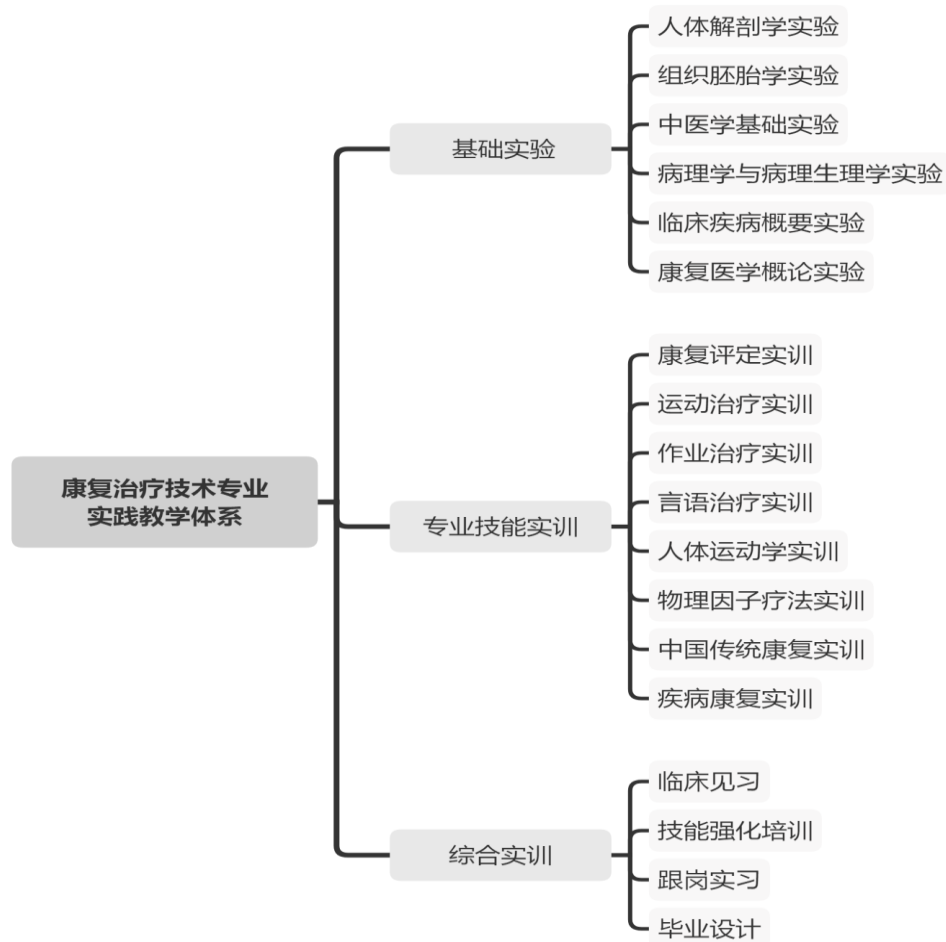 康复治疗技术专业
实践教学体系
基础实验
人体解剖学实验
组织胚胎学实验
中医学基础实验
病理学与病理生理学实验
临床疾病概要实验
康复医学概论实验
专业技能实训
康复评定实训
运动治疗实训
作业治疗实训
言语治疗实训
人体运动学实训
物理因子疗法实训
中国传统康复实训
疾病康复实训
综合实训
临床见习
技能强化培训
跟岗实习
毕业设计